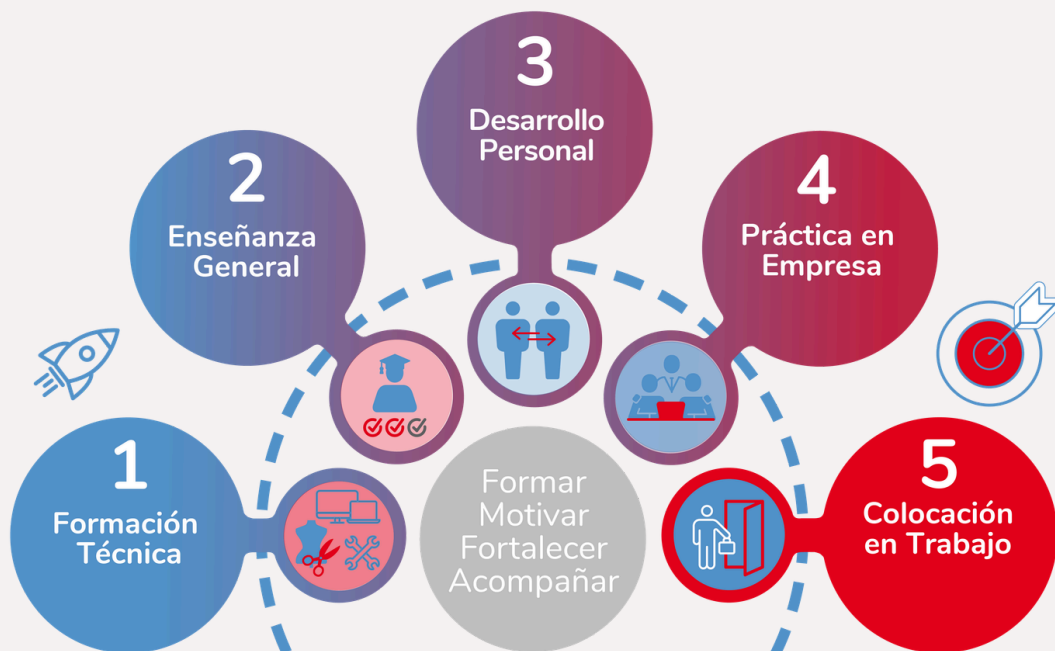 1
Formación
Técnica
2
Enseñanza
General
3
Desarrollo
Personal
4
Práctica en
Empresa
5
Colocación
en Trabajo
Formar
Motivar
Fortalecer
Acompañar